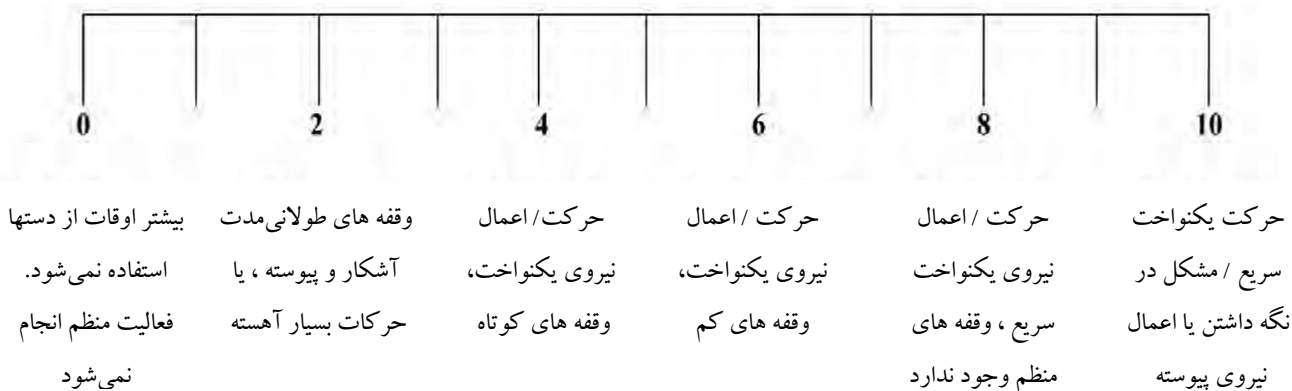 0 2 4 6 8 10
بیشتر اوقات از دستها
استفاده نمی‌شود.
فعالیت منظم انجام
نمی‌شود
وقفه های طولانی‌مدت
آشکار و پیوسته ، یا
حرکات بسیار آهسته
حرکت/ اعمال
نیروی یکنواخت،
وقفه های کوتاه
حرکت / اعمال
نیروی یکنواخت،
وقفه های کم
حرکت / اعمال
نیروی یکنواخت
سریع ، وقفه های
منظم وجود ندارد
حرکت یکنواخت
سریع / مشکل در
نگه داشتن یا اعمال
نیروی پیوسته